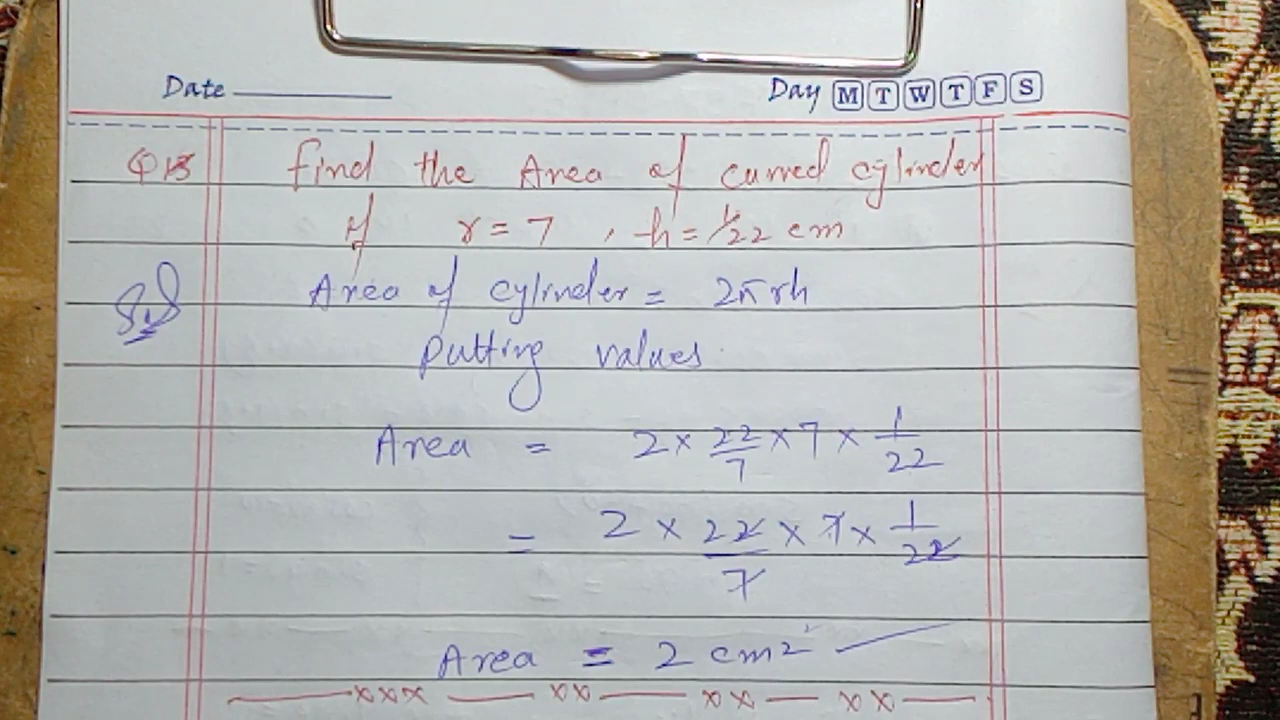 Date Day M T W T F S
Q 13 find the Area of curved cylinder
if r = 7 , h = 1/22 cm
Sol Area of cylinder = 2πrh
putting values
Area = 2 × 22/7 × 7 × 1/22
= 2 × 22/7 × 7 × 1/22
Area = 2 cm²
xxx xx xx xx